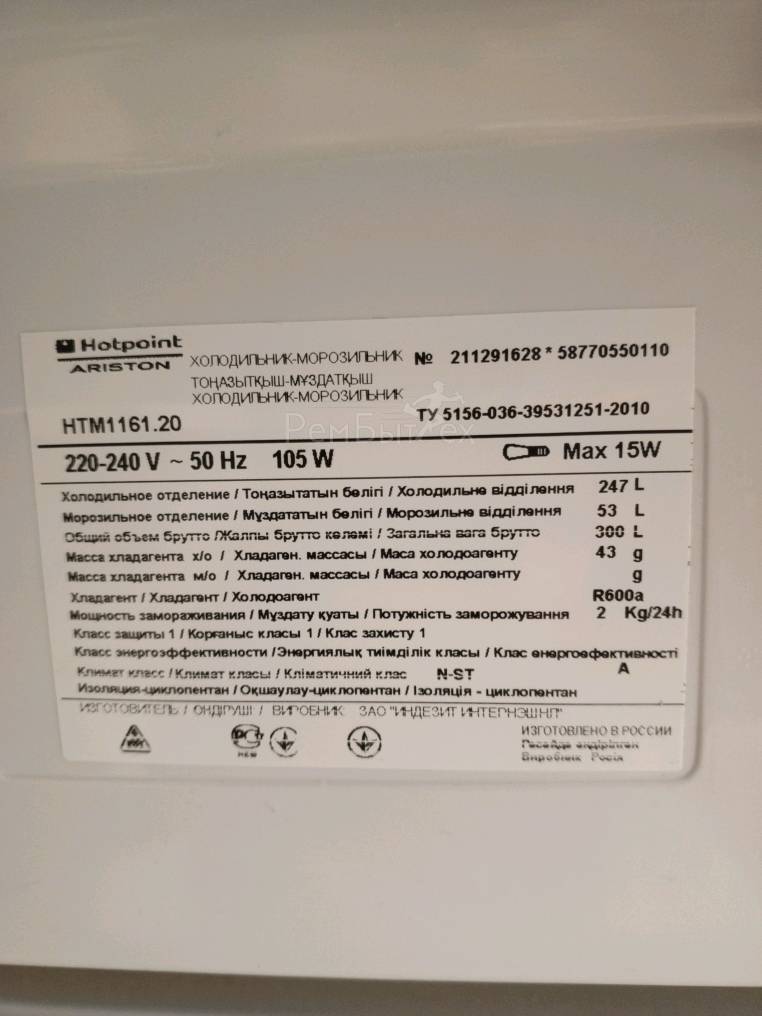 Hotpoint
ARISTON
ХОЛОДИЛЬНИК-МОРОЗИЛЬНИК № 211291628 * 58770550110
ТОҢАЗЫТҚЫШ-МҰЗДАТҚЫШ
ХОЛОДИЛЬНИК-МОРОЗИЛЬНИК
HTM1161.20 ТУ 5156-036-39531251-2010
РемБытТех
220-240 V ~ 50 Hz 105 W Max 15W
Холодильное отделение / Тоңазытатын бөлігі / Холодильне відділення 247 L
Морозильное отделение / Мұздататын бөлігі / Морозильне відділення 53 L
Общий объем брутто /Жалпы брутто көлемі / Загальна вага брутто 300 L
Масса хладагента х/о / Хладаген. массасы / Маса холодоагенту 43 g
Масса хладагента м/о / Хладаген. массасы / Маса холодоагенту g
Хладагент / Хладагент / Холодоагент R600a
Мощность замораживания / Мұздату қуаты / Потужність заморожування 2 Kg/24h
Класс защиты 1 / Қорғаныс класы 1 / Клас захисту 1
Класс энергоэффективности /Энергиялық тиімділік класы / Клас енергоефективності
A
Климат класс / Климат класы / Кліматичний клас N-ST
Изоляция-циклопентан / Оқшаулау-циклопентан / Ізоляція - циклопентан
ИЗГОТОВИТЕЛЬ / ӨНДІРУШІ / ВИРОБНИК ЗАО "ИНДЕЗИТ ИНТЕРНЭШНЛ"
ИЗГОТОВЛЕНО В РОССИИ
Ресейде өндірілген
Виробник Росія